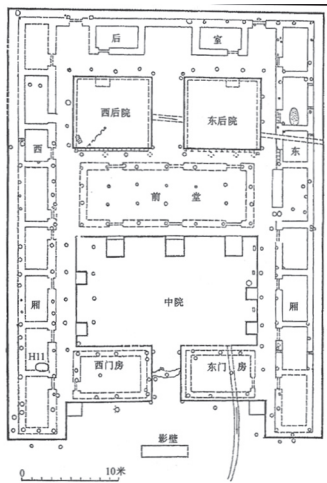 后 室
西后院 东后院
西 东
前 堂
中院
厢 厢
H11
西门房 东门 房
影壁
0 10米